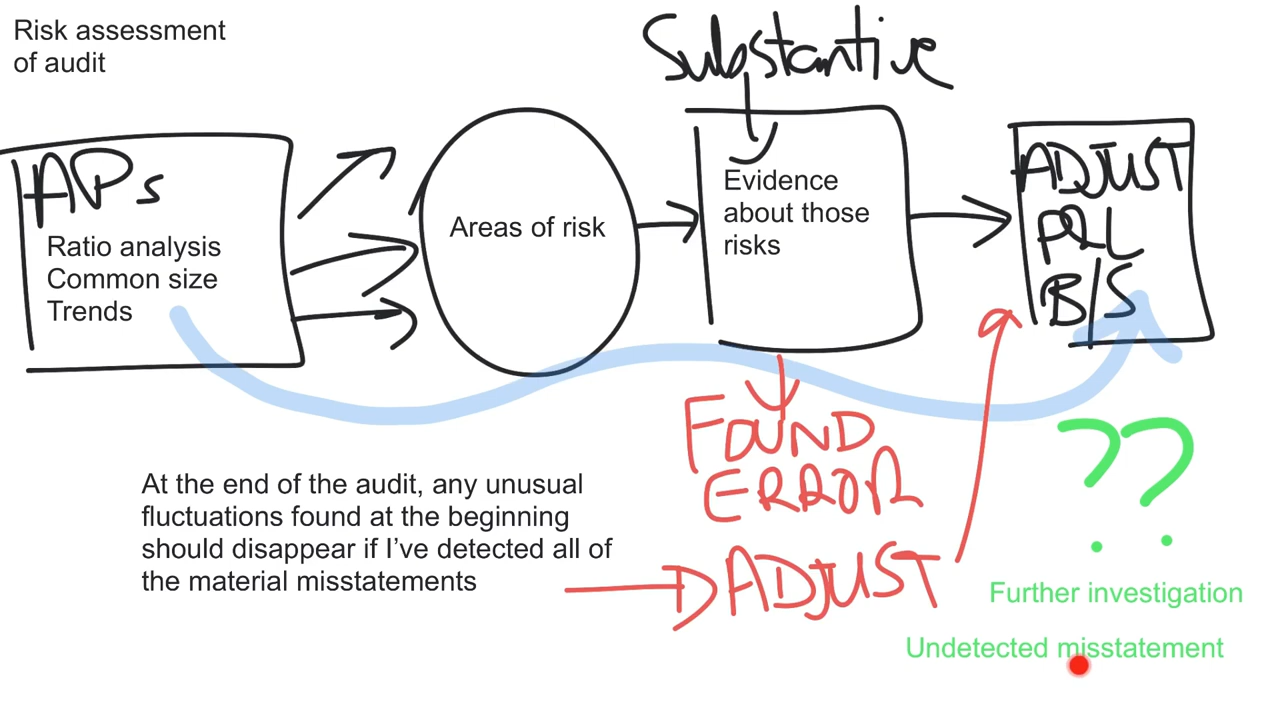 Risk assessment
of audit
Substantive
APs
Ratio analysis
Common size
Trends
Areas of risk
Evidence
about those
risks
ADJUST
P&L
B/S
FOUND
ERROR
ADJUST
At the end of the audit, any unusual
fluctuations found at the beginning
should disappear if I've detected all of
the material misstatements
??
Further investigation
Undetected misstatement